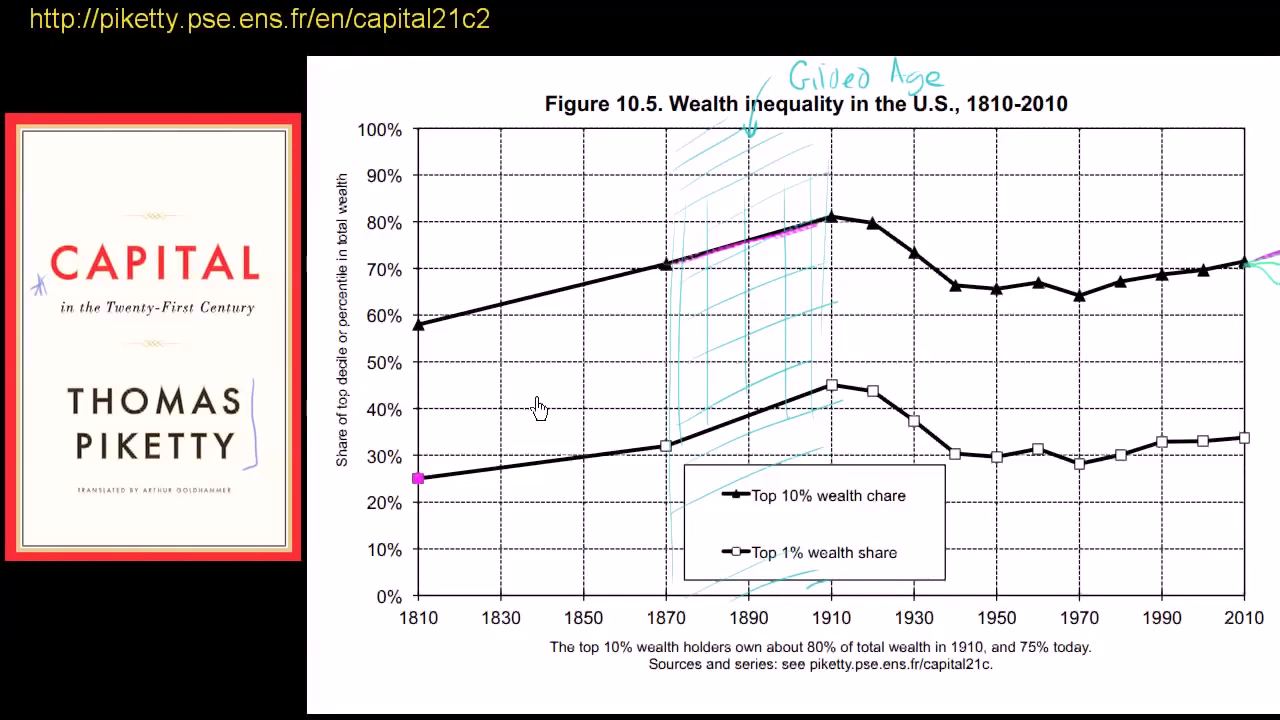 http://piketty.pse.ens.fr/en/capital21c2
Gilded Age
Figure 10.5. Wealth inequality in the U.S., 1810-2010
CAPITAL
in the Twenty-First Century
THOMAS
PIKETTY
TRANSLATED BY ARTHUR GOLDHAMMER
Share of top decile or percentile in total wealth
100%
90%
80%
70%
60%
50%
40%
30%
20%
10%
0%
Top 10% wealth chare
Top 1% wealth share
1810 1830 1850 1870 1890 1910 1930 1950 1970 1990 2010
The top 10% wealth holders own about 80% of total wealth in 1910, and 75% today.
Sources and series: see piketty.pse.ens.fr/capital21c.